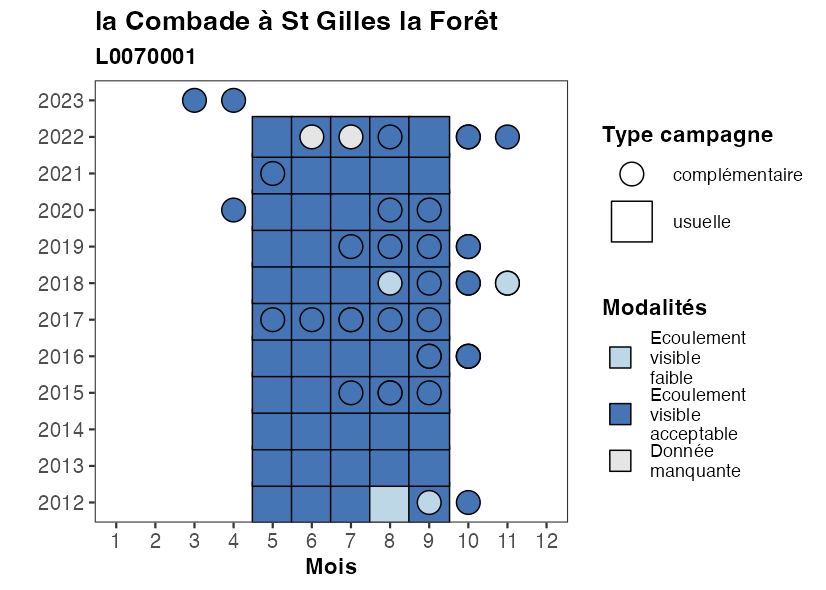 la Combade à St Gilles la Forêt
L0070001
2023
2022
2021
2020
2019
2018
2017
2016
2015
2014
2013
2012
1 2 3 4 5 6 7 8 9 10 11 12
Mois
Type campagne
complémentaire
usuelle
Modalités
Ecoulement
visible
faible
Ecoulement
visible
acceptable
Donnée
manquante